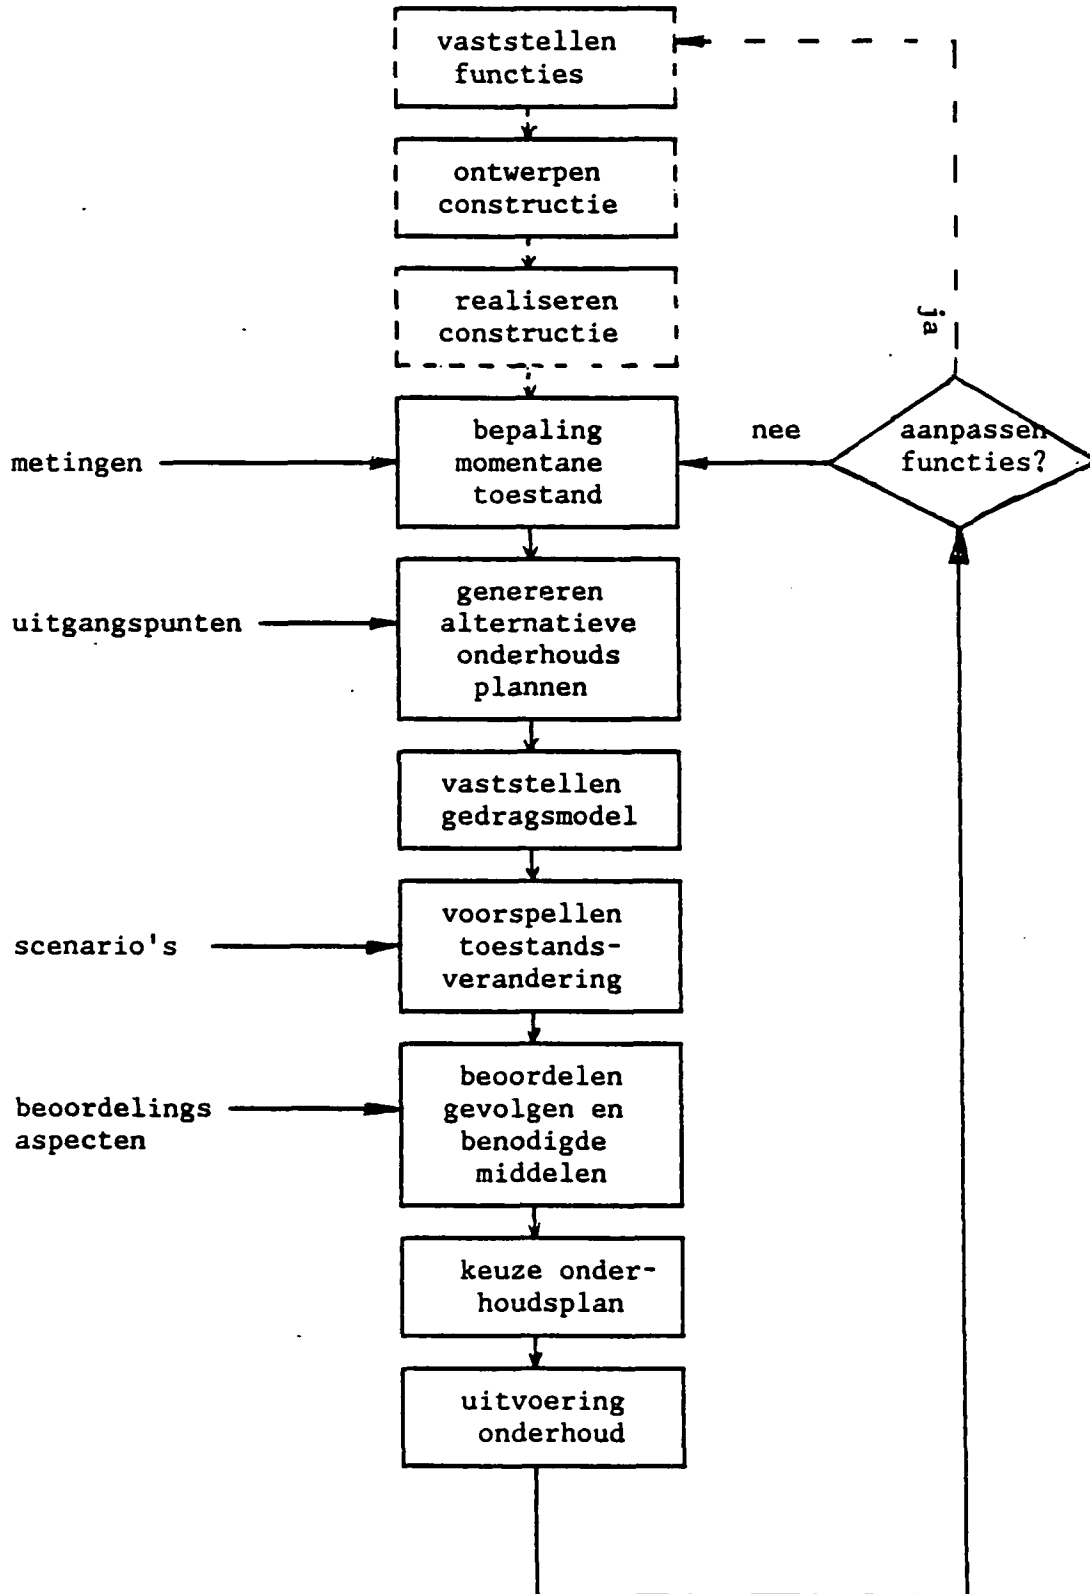 vaststellen
functies
ontwerpen
constructie
realiseren
constructie
ja
bepaling
momentane
toestand
nee
aanpassen
functies?
metingen
genereren
alternatieve
onderhouds
plannen
uitgangspunten
vaststellen
gedragsmodel
voorspellen
toestands-
verandering
scenario's
beoordelen
gevolgen en
benodigde
middelen
beoordelings
aspecten
keuze onder-
houdsplan
uitvoering
onderhoud